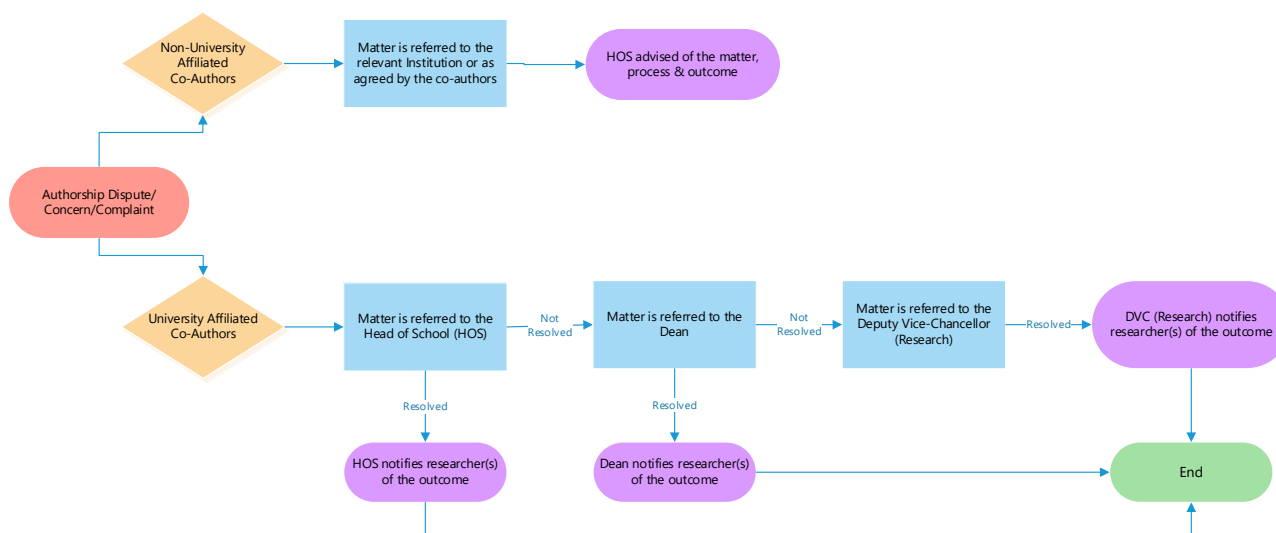 Non-University
Affiliated
Co-Authors
Matter is referred to the
relevant Institution or as
agreed by the co-authors
HOS advised of the matter,
process & outcome
Authorship Dispute/
Concern/Complaint
University Affiliated
Co-Authors
Matter is referred to the
Head of School (HOS)
Not
Resolved
Matter is referred to the
Dean
Not
Resolved
Matter is referred to the
Deputy Vice-Chancellor
(Research)
Resolved
DVC (Research) notifies
researcher(s) of the outcome
Resolved
Resolved
HOS notifies researcher(s)
of the outcome
Dean notifies researcher(s)
of the outcome
End